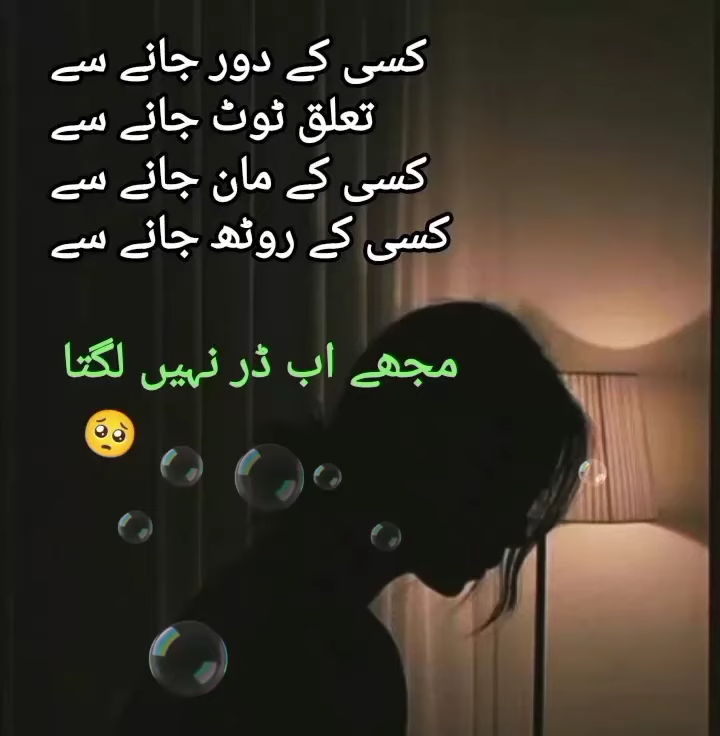 کسی کے دور جانے سے
تعلق ٹوٹ جانے سے
کسی کے مان جانے سے
کسی کے روٹھ جانے سے
مجھے اب ڈر نہیں لگتا
🥺